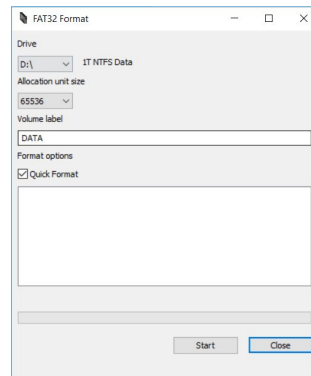 FAT32 Format
Drive
D:\ 1T NTFS Data
Allocation unit size
65536
Volume label
DATA
Format options
Quick Format
Start Close